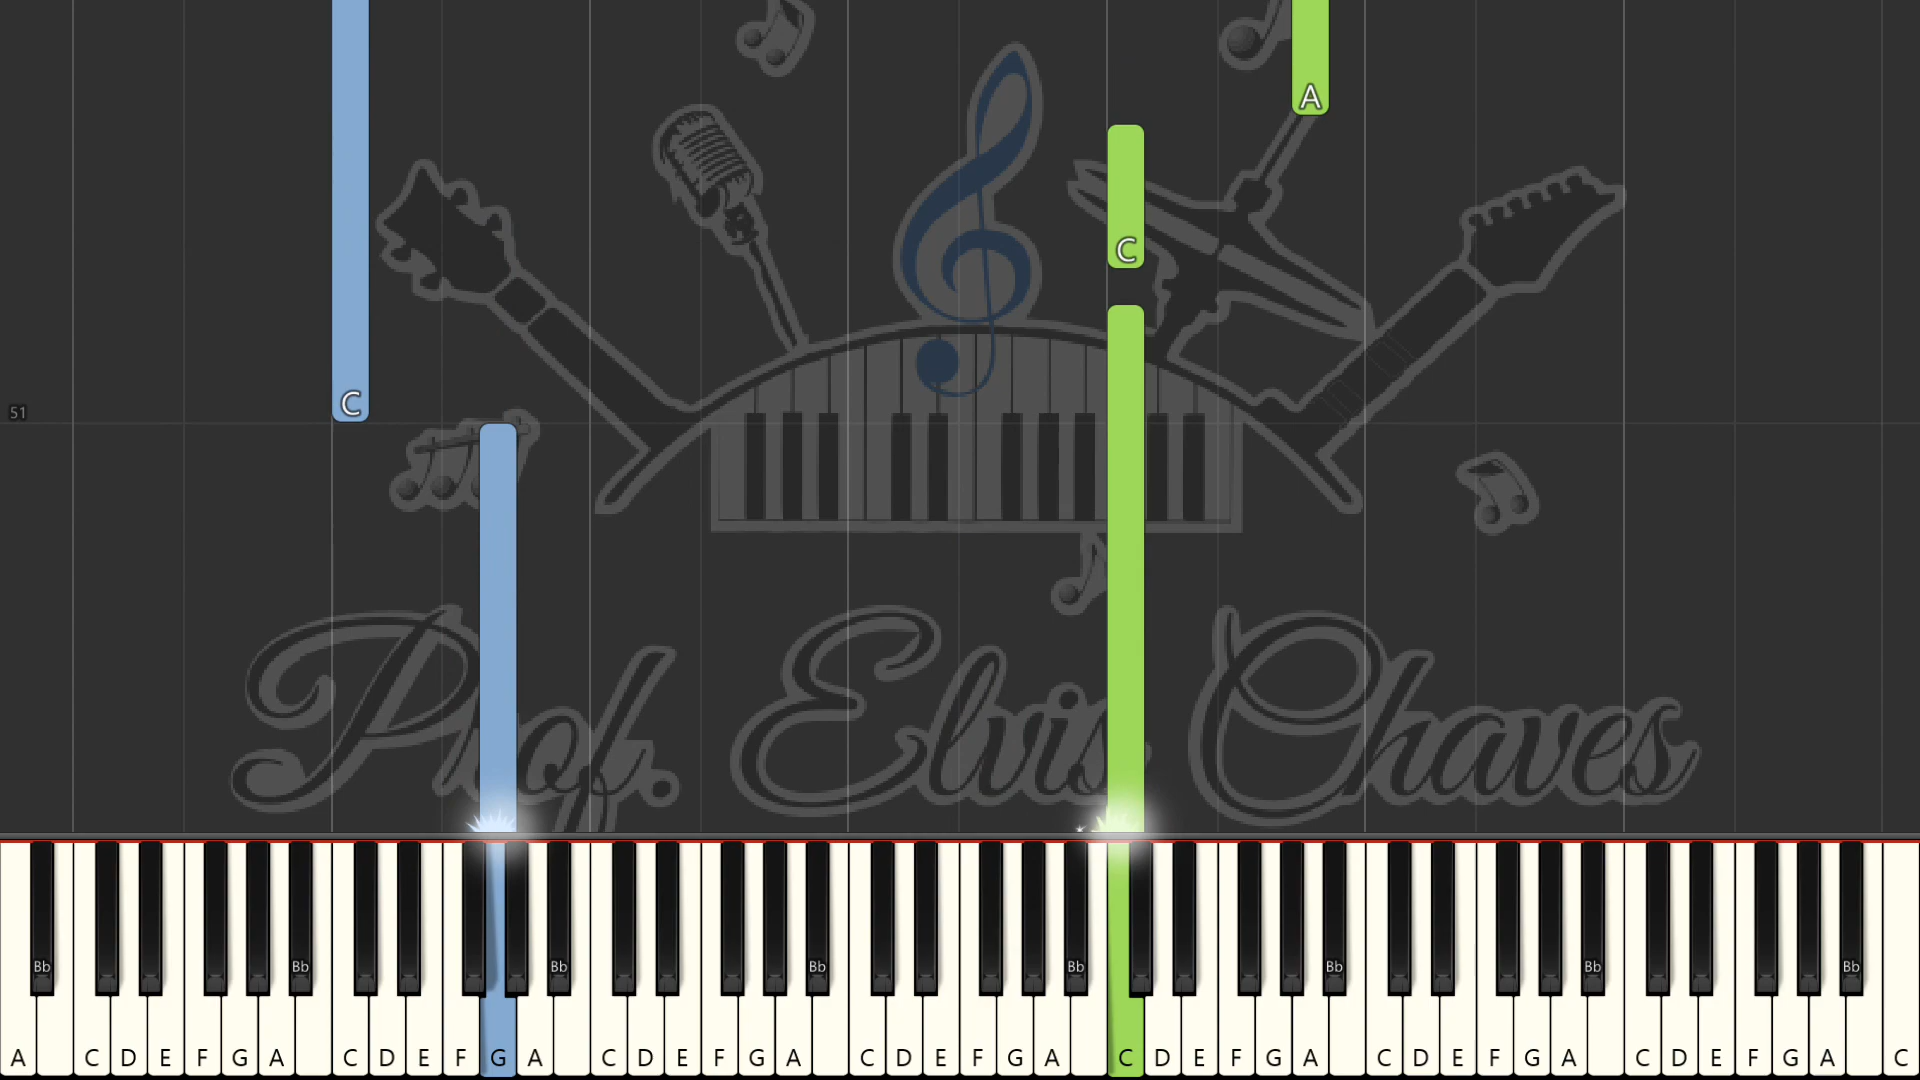 A
C
C
51
Prof. Elvis Chaves
Bb Bb Bb Bb Bb Bb Bb Bb
A C D E F G A C D E F G A C D E F G A C D E F G A C D E F G A C D E F G A C D E F G A C